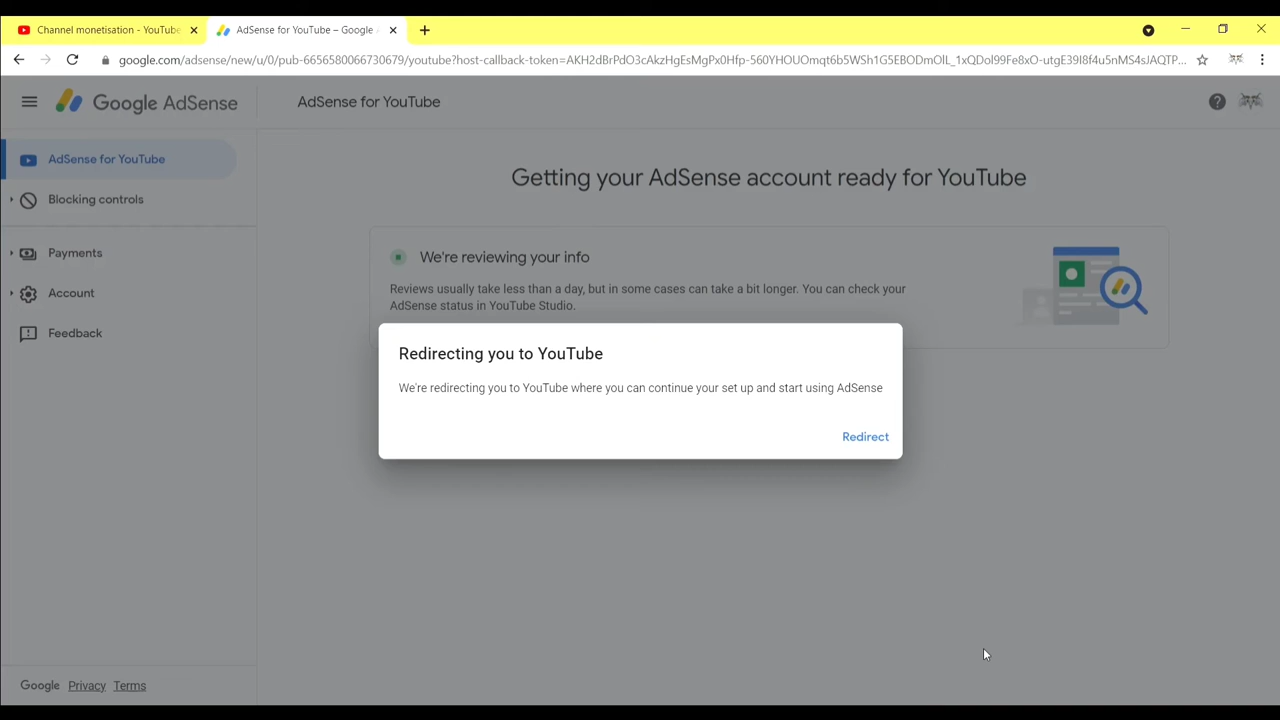 Channel monetisation - YouTube
AdSense for YouTube – Google
google.com/adsense/new/u/0/pub-6656580066730679/youtube?host-callback-token=AKH2dBrPdO3cAkzHgEsMgPx0Hfp-560YHOUOmqt6b5WSh1G5EBODmOlL_1xQDoI99Fe8xO-utgE39I8f4u5nMS4sJAQTP...
Google AdSense
AdSense for YouTube
AdSense for YouTube
Blocking controls
Payments
Account
Feedback
Getting your AdSense account ready for YouTube
We're reviewing your info
Reviews usually take less than a day, but in some cases can take a bit longer. You can check your
AdSense status in YouTube Studio.
Redirecting you to YouTube
We're redirecting you to YouTube where you can continue your set up and start using AdSense
Redirect
Google Privacy Terms